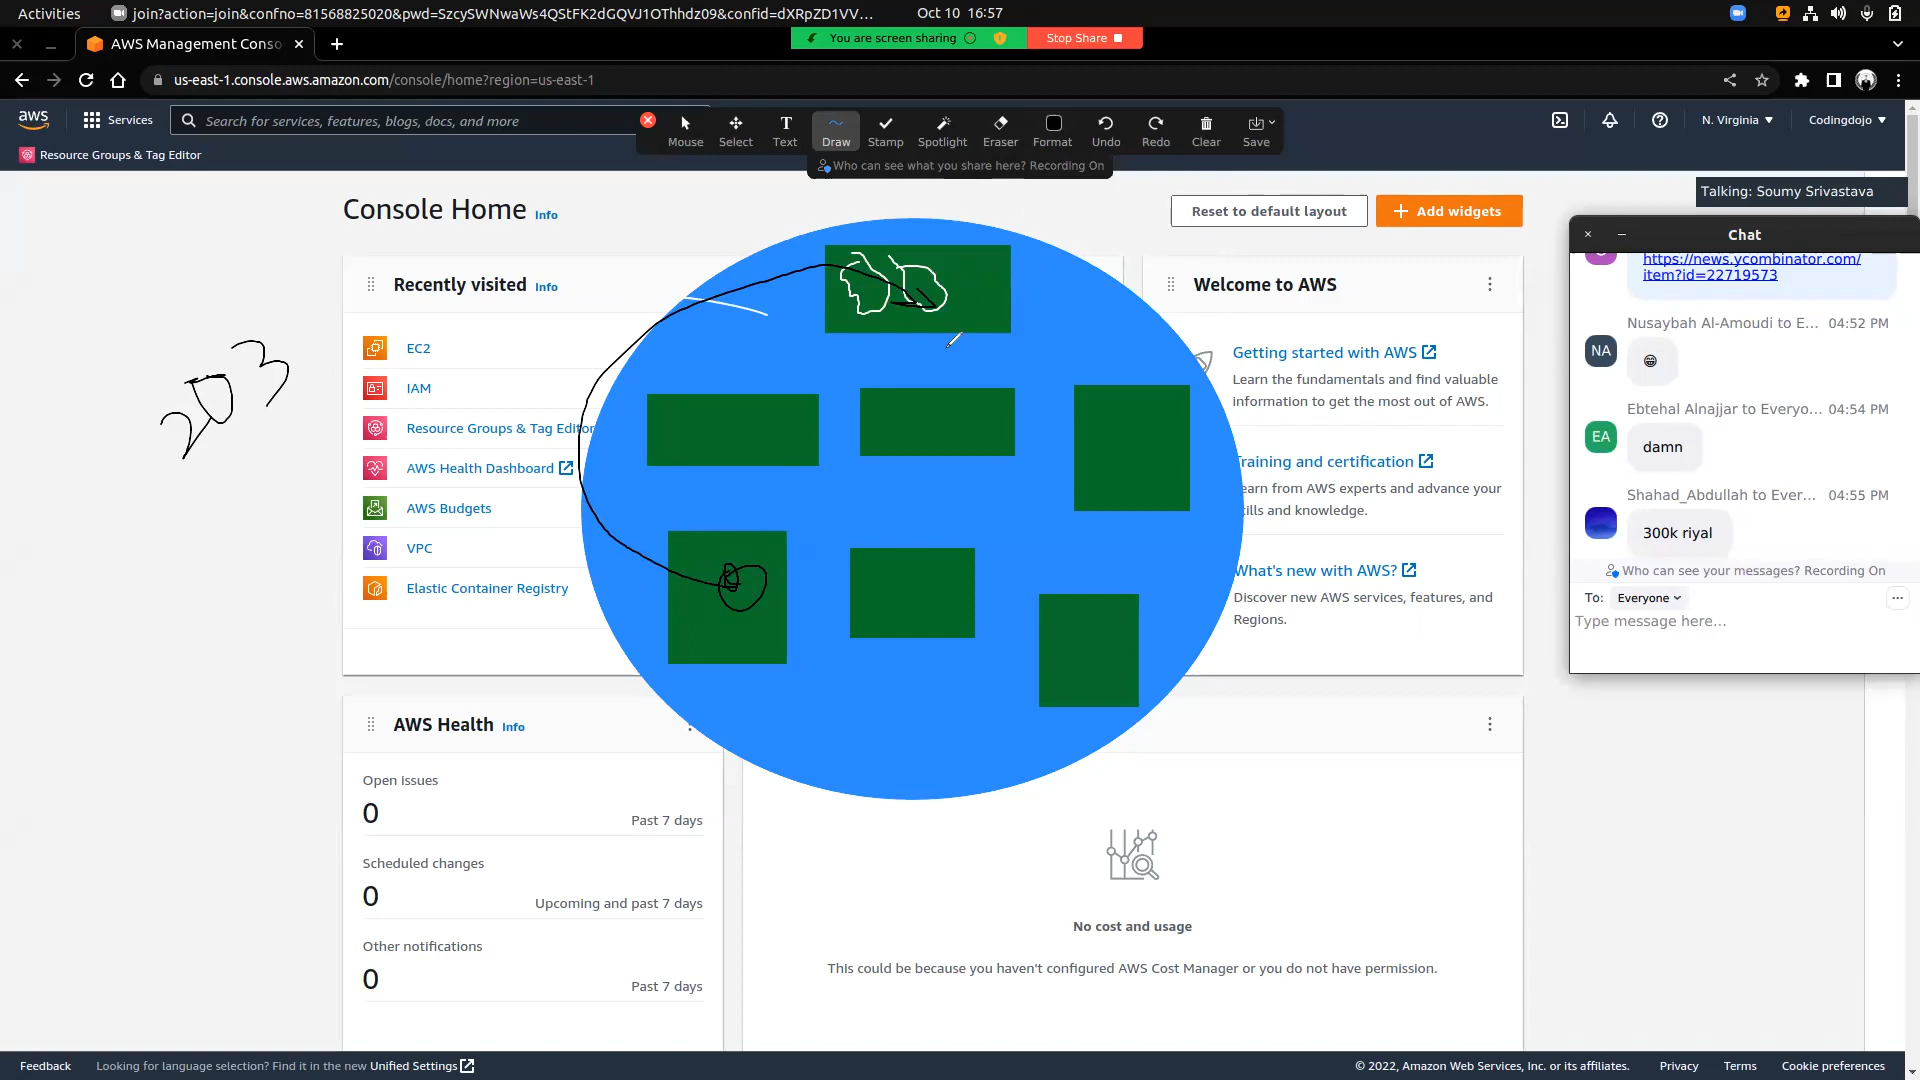 Activities
join?action=join&confno=81568825020&pwd=SzcySWNwaWs4QStFK2dGQVJ1OThhdz09&confid=dXRpZD1VV...
Oct 10 16:57
AWS Management Conso
You are screen sharing
Stop Share
us-east-1.console.aws.amazon.com/console/home?region=us-east-1
aws
Services
Search for services, features, blogs, docs, and more
Mouse
Select
Text
Draw
Stamp
Spotlight
Eraser
Format
Undo
Redo
Clear
Save
N. Virginia
Codingdojo
Resource Groups & Tag Editor
Who can see what you share here? Recording On
Talking: Soumy Srivastava
Console Home Info
Reset to default layout
Add widgets
Recently visited Info
EC2
IAM
Resource Groups & Tag Editor
AWS Health Dashboard
AWS Budgets
VPC
Elastic Container Registry
Welcome to AWS
Getting started with AWS
Learn the fundamentals and find valuable
information to get the most out of AWS.
Training and certification
earn from AWS experts and advance your
kills and knowledge.
What's new with AWS?
Discover new AWS services, features, and
Regions.
Chat
https://news.ycombinator.com/
item?id=22719573
Nusaybah Al-Amoudi to E... 04:52 PM
NA
😁
Ebtehal Alnajjar to Everyo... 04:54 PM
EA
damn
Shahad_Abdullah to Ever... 04:55 PM
300k riyal
Who can see your messages? Recording On
To: Everyone
Type message here...
AWS Health Info
Open issues
0
Past 7 days
Scheduled changes
0
Upcoming and past 7 days
Other notifications
0
Past 7 days
No cost and usage
This could be because you haven't configured AWS Cost Manager or you do not have permission.
Feedback
Looking for language selection? Find it in the new Unified Settings
© 2022, Amazon Web Services, Inc. or its affiliates.
Privacy
Terms
Cookie preferences